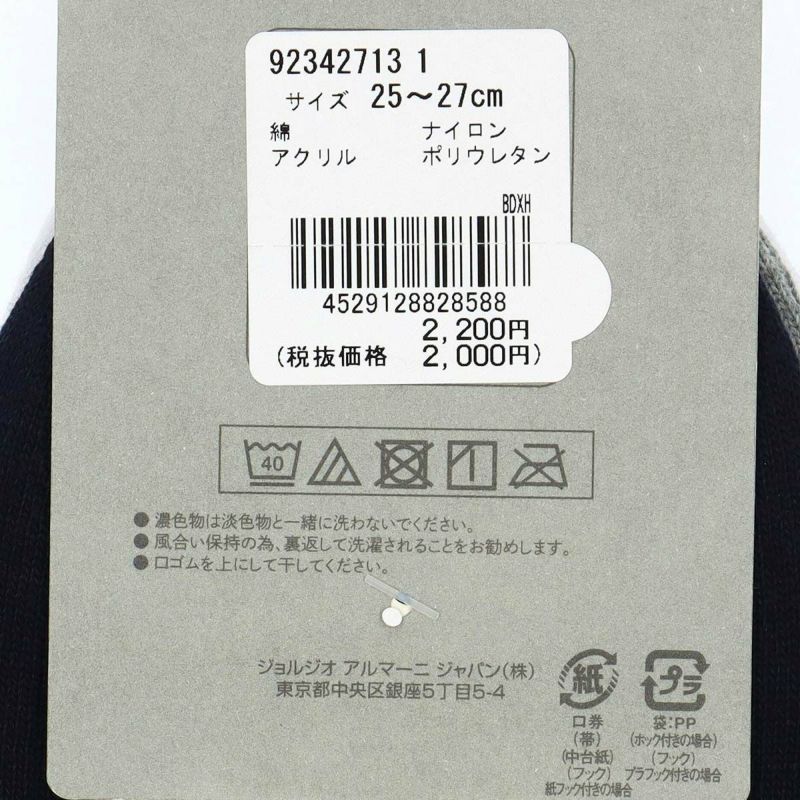 92342713 1
サイズ 25～27cm
綿 ナイロン
アクリル ポリウレタン
BDXH
4529128828588
2,200円
(税抜価格 2,000円)
40
●濃色物は淡色物と一緒に洗わないでください。
●風合い保持の為、裏返して洗濯されることをお勧めします。
●口ゴムを上にして干してください。
ジョルジオ アルマーニ ジャパン(株)
東京都中央区銀座5丁目5-4
紙 プラ
口券 袋:PP
(帯) (ホック付きの場合)
(中台紙) (フック)
(フック) プラフック付きの場合
紙フック付きの場合